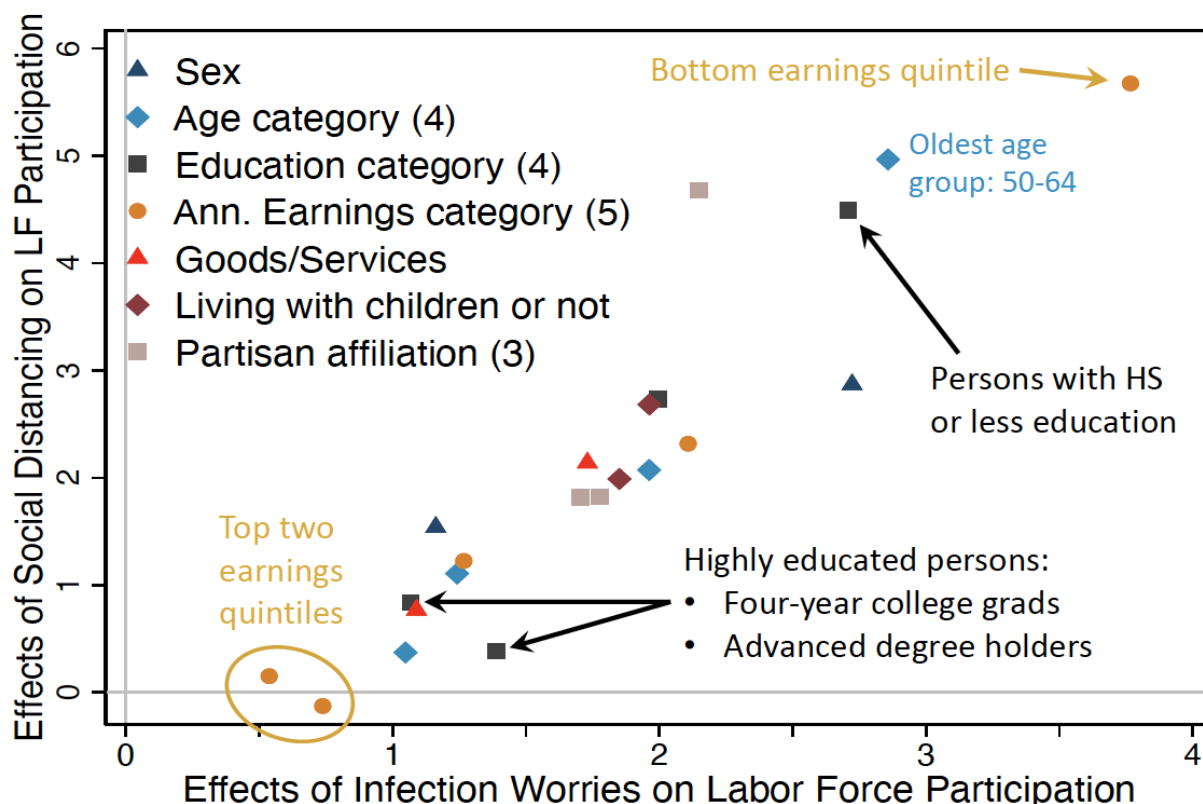 Effects of Social Distancing on LF Participation
6
5
4
3
2
1
0
Sex
Age category (4)
Education category (4)
Ann. Earnings category (5)
Goods/Services
Living with children or not
Partisan affiliation (3)
Bottom earnings quintile
Oldest age
group: 50-64
Persons with HS
or less education
Top two
earnings
quintiles
Highly educated persons:
• Four-year college grads
• Advanced degree holders
0 1 2 3 4
Effects of Infection Worries on Labor Force Participation